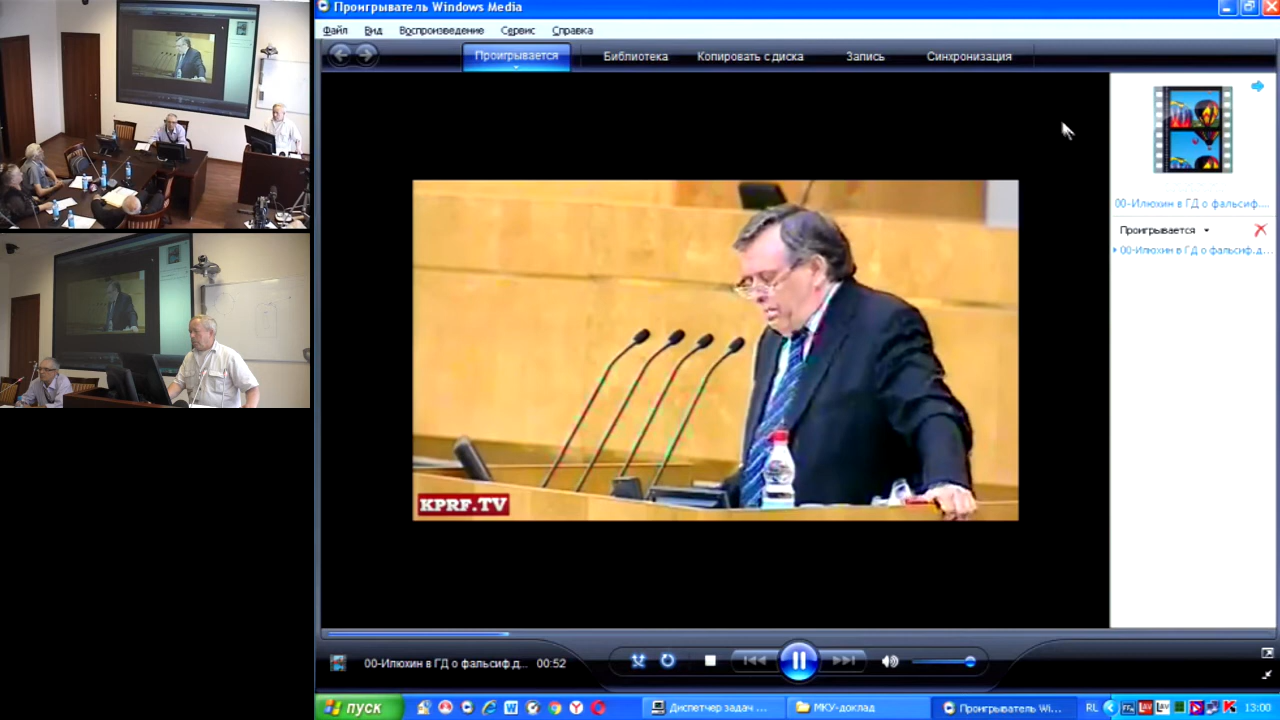 Проигрыватель Windows Media
Файл Вид Воспроизведение Сервис Справка
Проигрывается Библиотека Копировать с диска Запись Синхронизация
00-Илюхин в ГД о фальсиф....
Проигрывается
00-Илюхин в ГД о фальсиф.д...
KPRF.TV
00-Илюхин в ГД о фальсиф.д... 00:52
пуск Диспетчер задач ... МКУ-доклад Проигрыватель Wi... RL 13:00